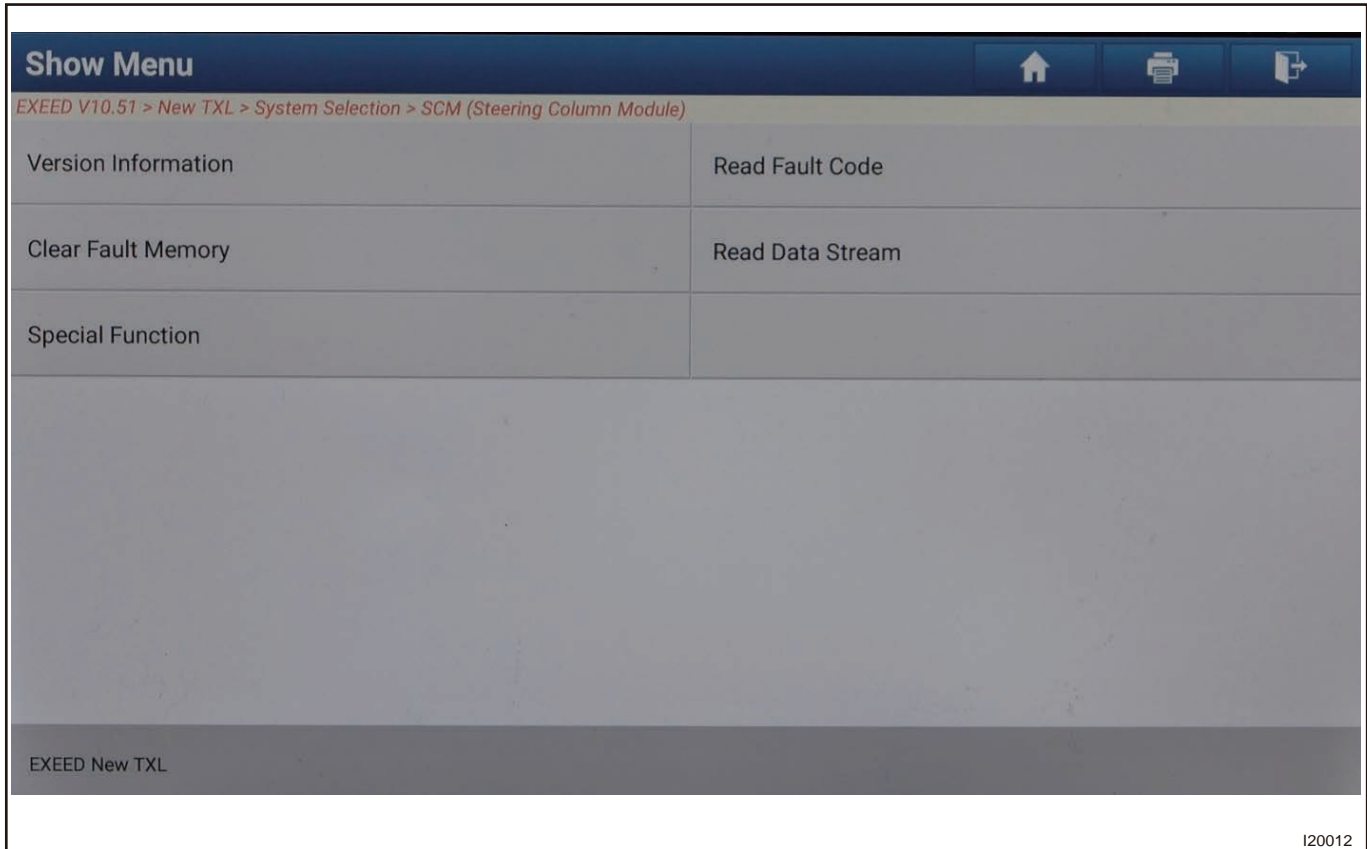 Show Menu
EXEED V10.51 > New TXL > System Selection > SCM (Steering Column Module)
Version Information
Read Fault Code
Clear Fault Memory
Read Data Stream
Special Function
EXEED New TXL
I20012